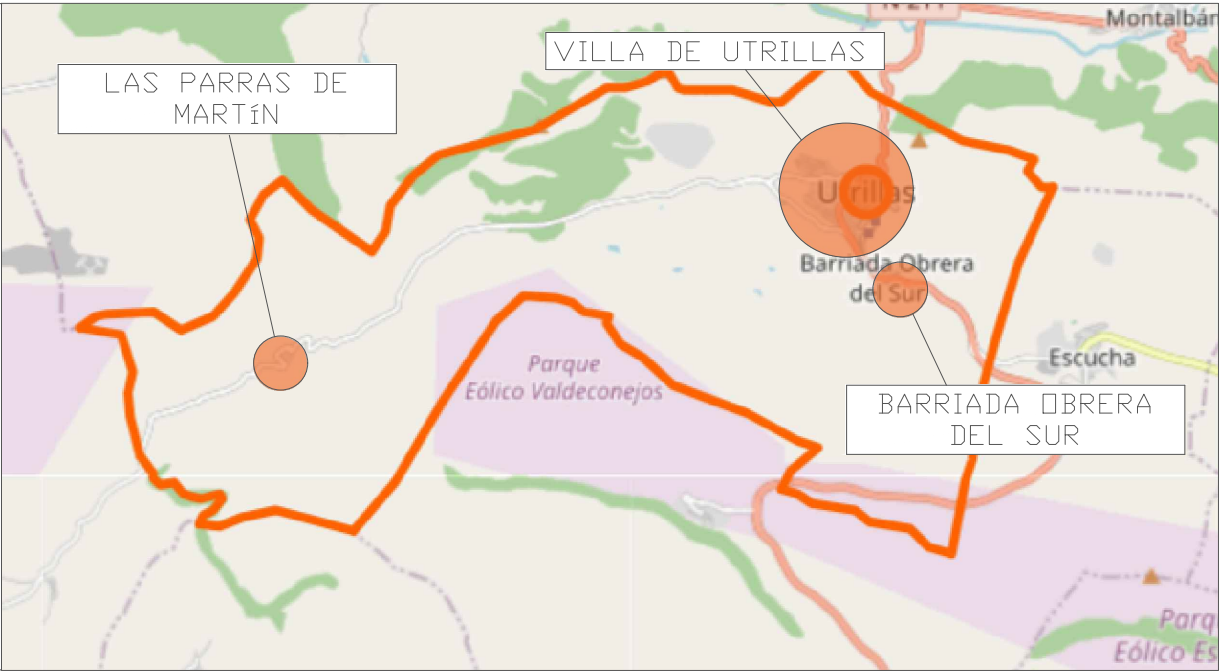 N-211
Montalbán
VILLA DE UTRILLAS
LAS PARRAS DE
MARTÍN
Utrillas
Barriada Obrera
del Sur
Escucha
Parque
Eólico Valdeconejos
BARRIADA OBRERA
DEL SUR
Parq
Eólico Es